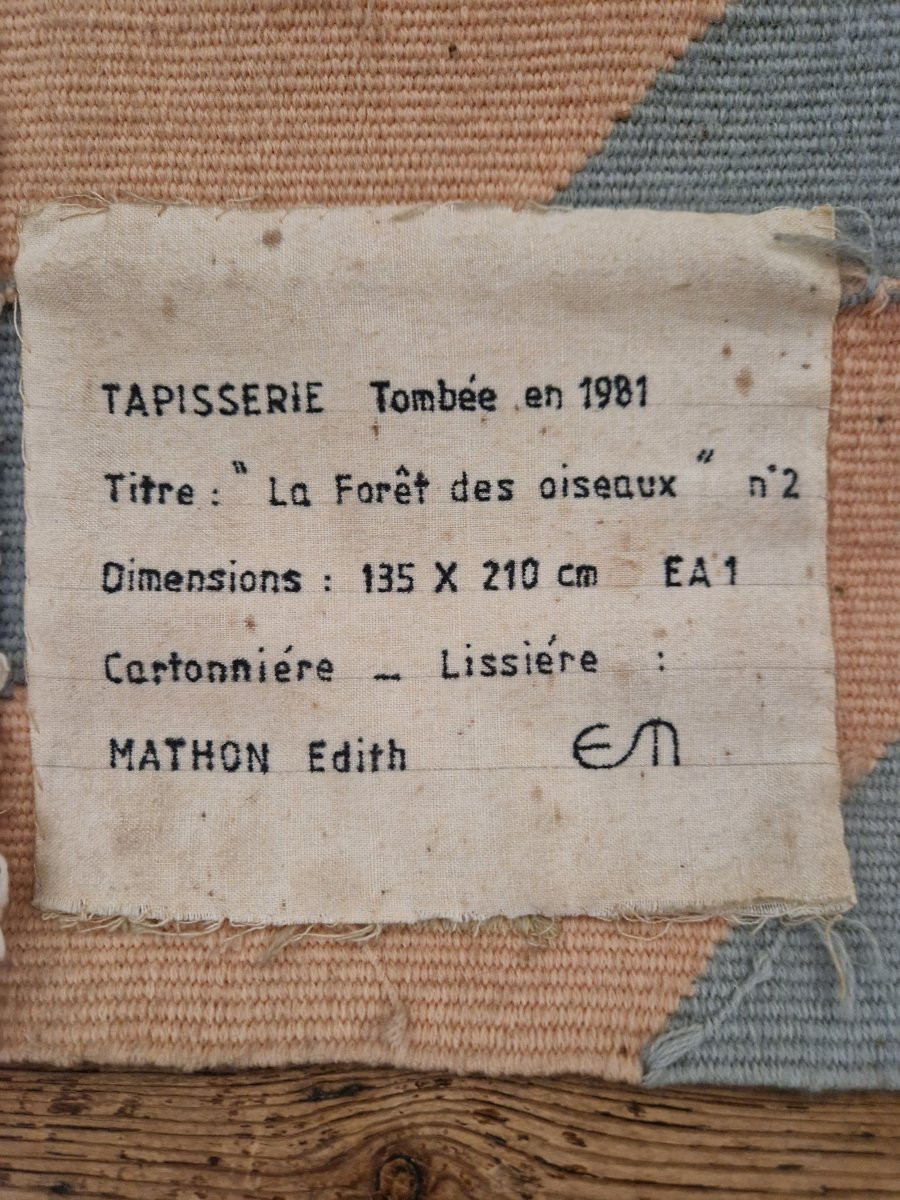 TAPISSERIE Tombée en 1981
Titre : " La Forêt des oiseaux " n°2
Dimensions : 135 X 210 cm EA 1
Cartonniére _ Lissiére :
MATHON Edith EM